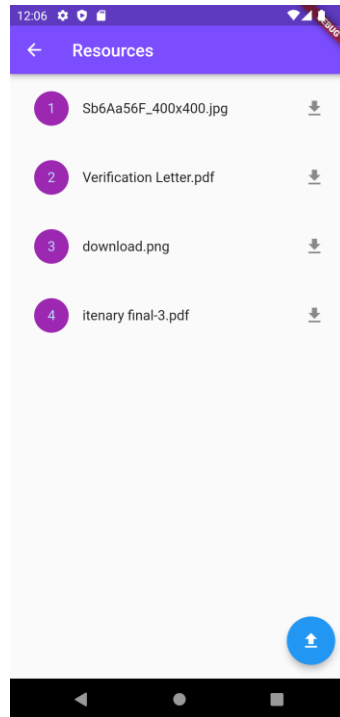 12:06
DEBUG
Resources
1 Sb6Aa56F_400x400.jpg
2 Verification Letter.pdf
3 download.png
4 itenary final-3.pdf